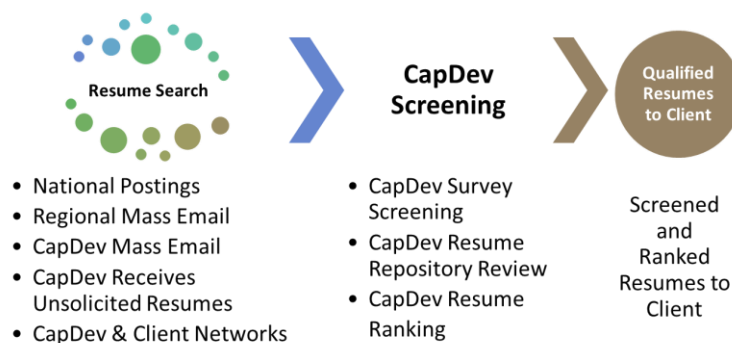 Resume Search
• National Postings
• Regional Mass Email
• CapDev Mass Email
• CapDev Receives
Unsolicited Resumes
• CapDev & Client Networks
CapDev
Screening
• CapDev Survey
Screening
• CapDev Resume
Repository Review
• CapDev Resume
Ranking
Qualified
Resumes
to Client
Screened
and
Ranked
Resumes to
Client